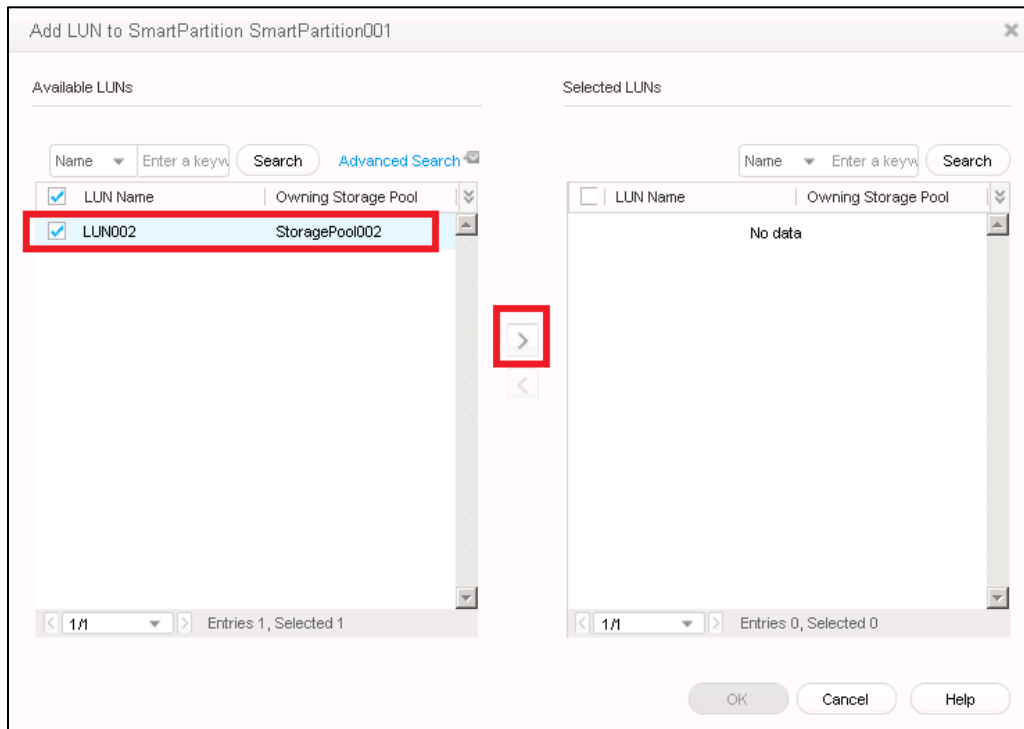 Add LUN to SmartPartition SmartPartition001
Available LUNs
Selected LUNs
Name Enter a keyw Search Advanced Search
Name Enter a keyw Search
LUN Name Owning Storage Pool
LUN Name Owning Storage Pool
LUN002 StoragePool002
No data
1/1 Entries 1, Selected 1
1/1 Entries 0, Selected 0
OK Cancel Help